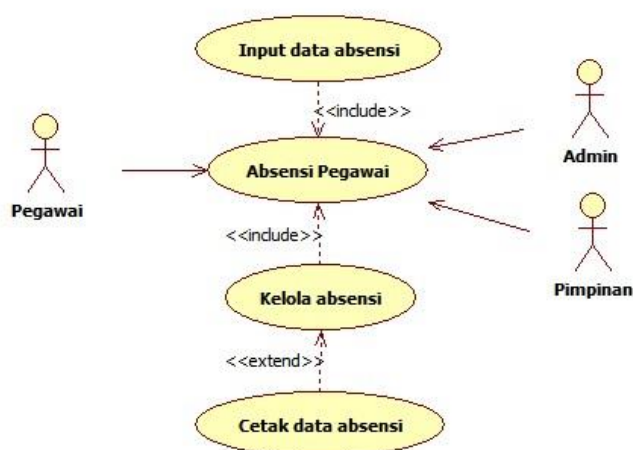 Input data absensi
<<include>>
Admin
Absensi Pegawai
Pegawai
<<include>>
Kelola absensi
Pimpinan
<<extend>>
Cetak data absensi